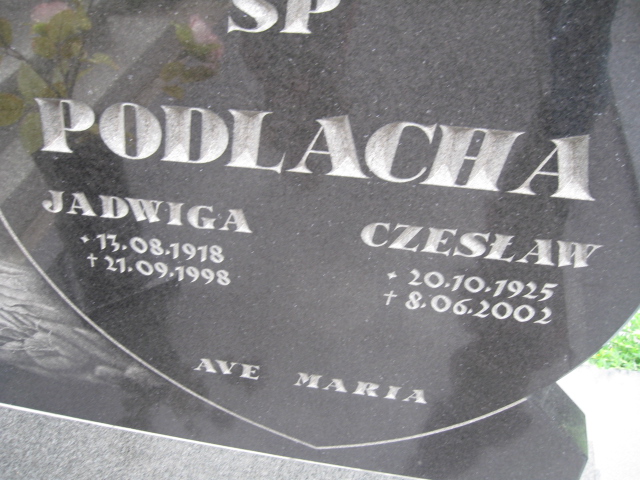 SP
PODLACHA
JADWIGA
* 13.08.1918
† 21.09.1998
CZESŁAW
* 20.10.1925
† 8.06.2002
AVE MARIA